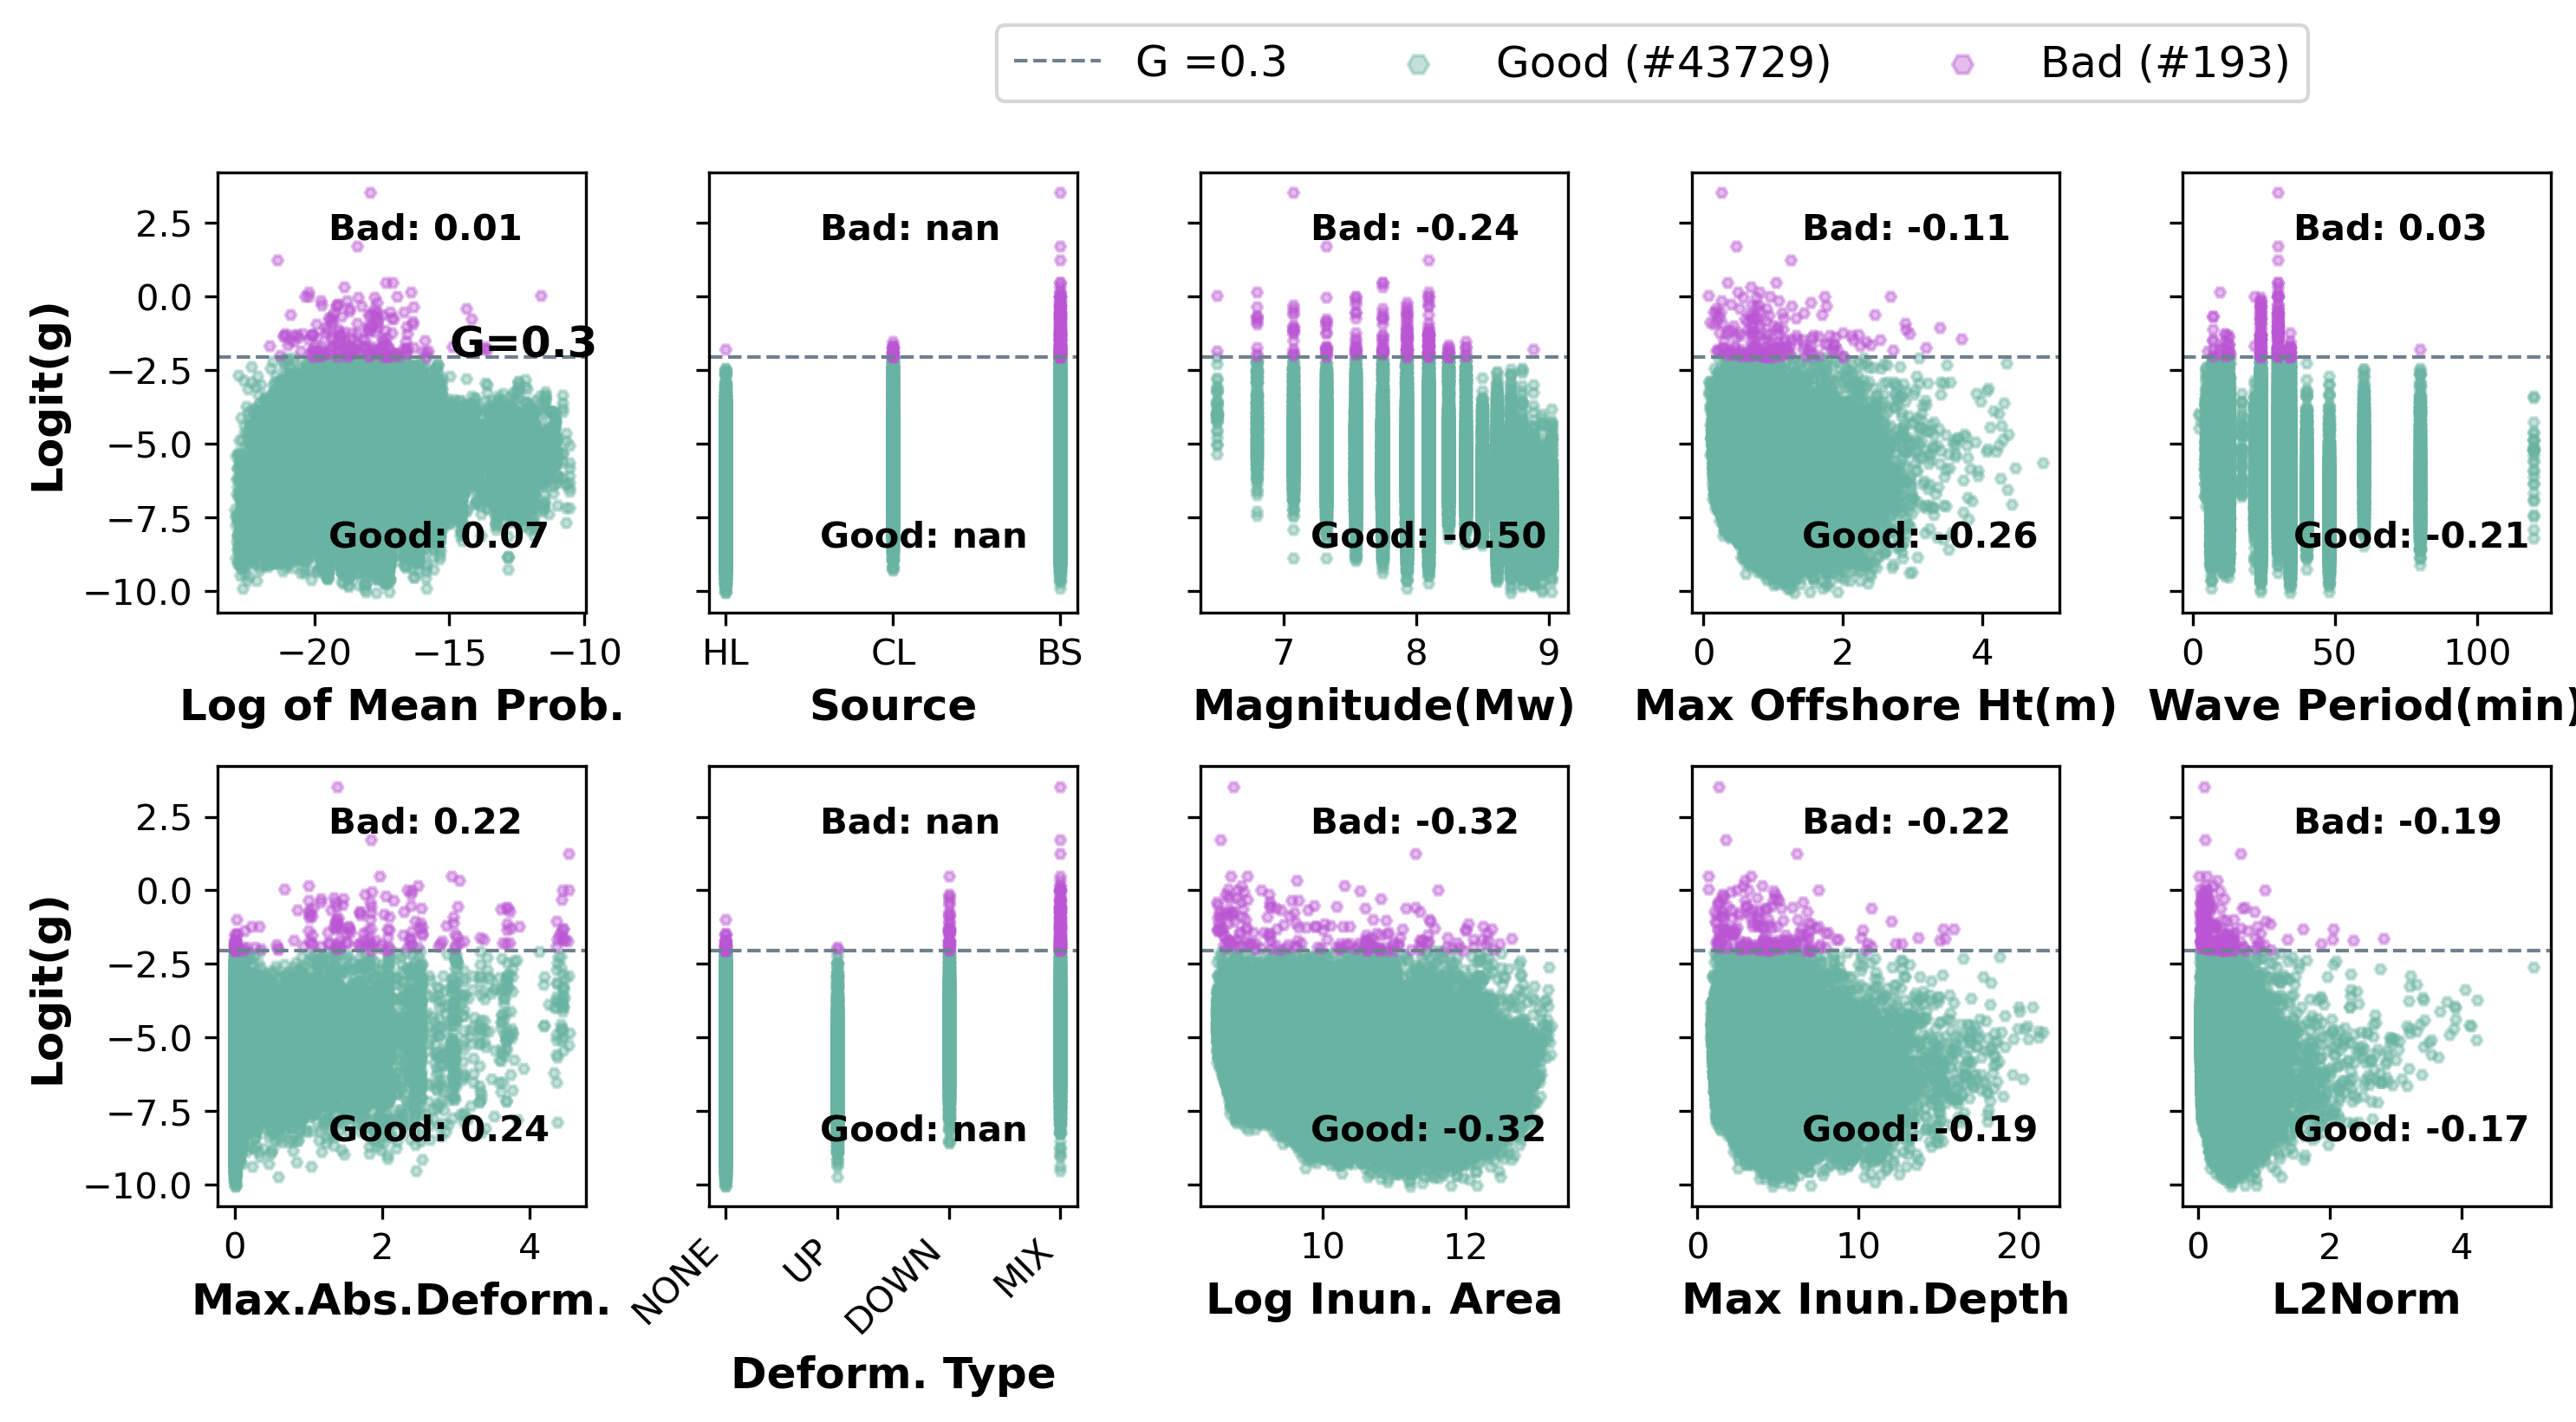 G =0.3 Good (#43729) Bad (#193)
Logit(g)
2.5
0.0
−2.5
−5.0
−7.5
−10.0
Bad: 0.01
G=0.3
Good: 0.07
−20 −15 −10
Log of Mean Prob.
Bad: nan
Good: nan
HL CL BS
Source
Bad: -0.24
Good: -0.50
7 8 9
Magnitude(Mw)
Bad: -0.11
Good: -0.26
0 2 4
Max Offshore Ht(m)
Bad: 0.03
Good: -0.21
0 50 100
Wave Period(min)
Logit(g)
2.5
0.0
−2.5
−5.0
−7.5
−10.0
Bad: 0.22
Good: 0.24
0 2 4
Max.Abs.Deform.
Bad: nan
Good: nan
NONE UP DOWN MIX
Deform. Type
Bad: -0.32
Good: -0.32
10 12
Log Inun. Area
Bad: -0.22
Good: -0.19
0 10 20
Max Inun.Depth
Bad: -0.19
Good: -0.17
0 2 4
L2Norm